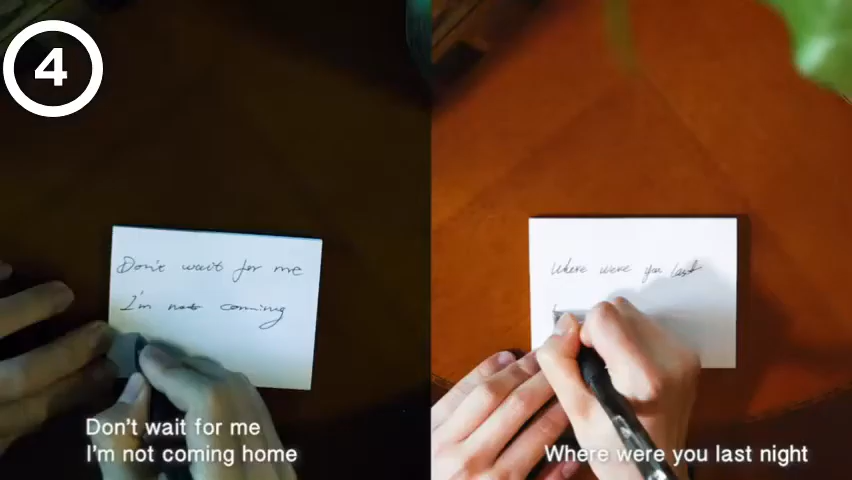 4
Don't wait for me
I'm not coming
Don't wait for me
I'm not coming home
Where were you last
Where were you last night